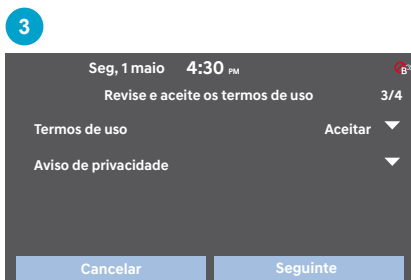 3
Seg, 1 maio 4:30 PM
Revise e aceite os termos de uso 3/4
Termos de uso Aceitar
Aviso de privacidade
Cancelar Seguinte